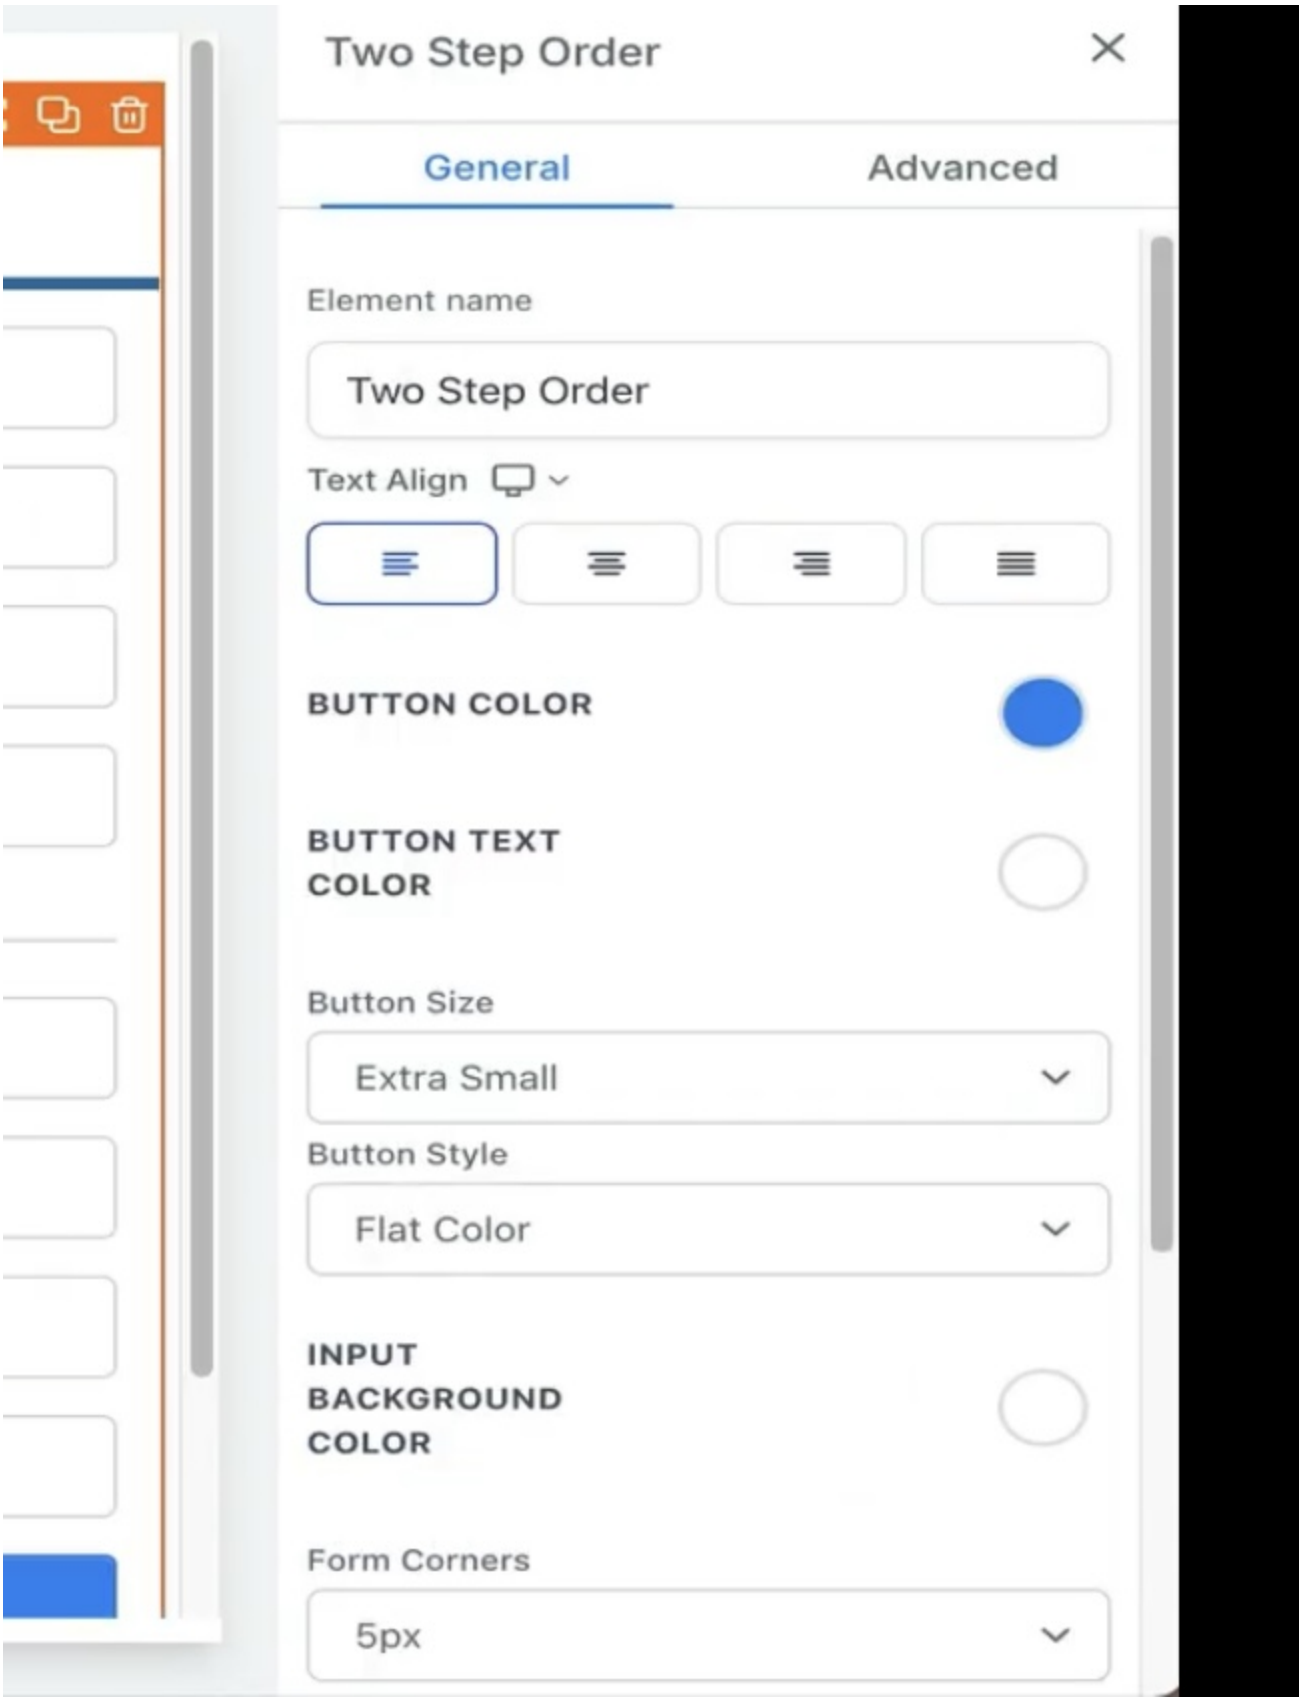 Two Step Order
General
Advanced
Element name
Two Step Order
Text Align
BUTTON COLOR
BUTTON TEXT
COLOR
Button Size
Extra Small
Button Style
Flat Color
INPUT
BACKGROUND
COLOR
Form Corners
5px